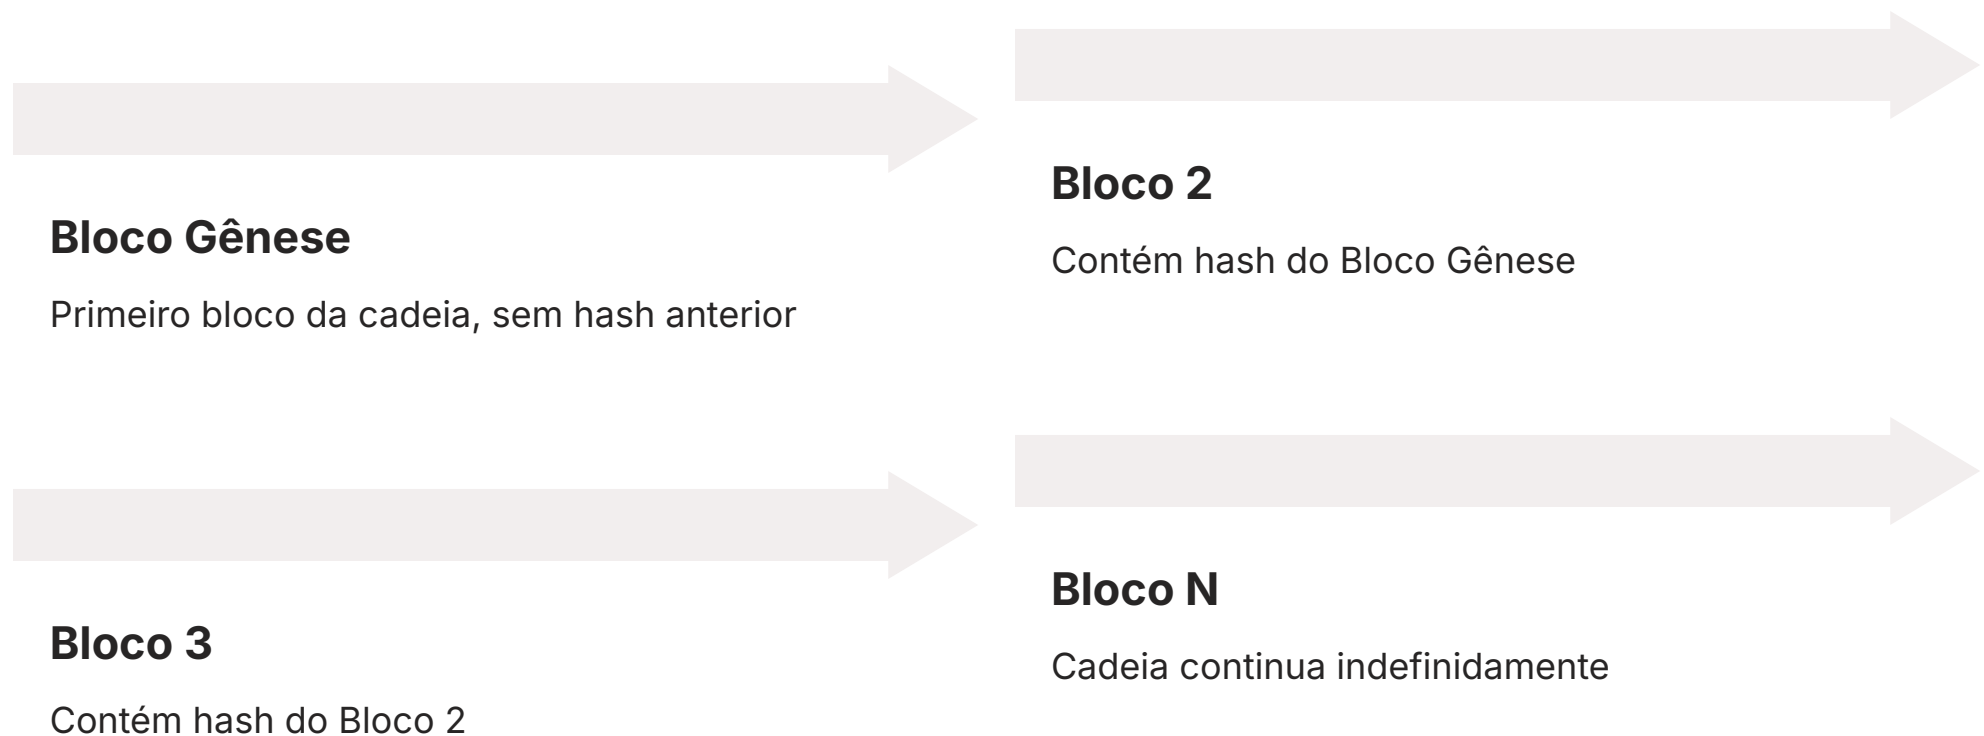 Bloco Gênese
Primeiro bloco da cadeia, sem hash anterior
Bloco 2
Contém hash do Bloco Gênese
Bloco 3
Contém hash do Bloco 2
Bloco N
Cadeia continua indefinidamente